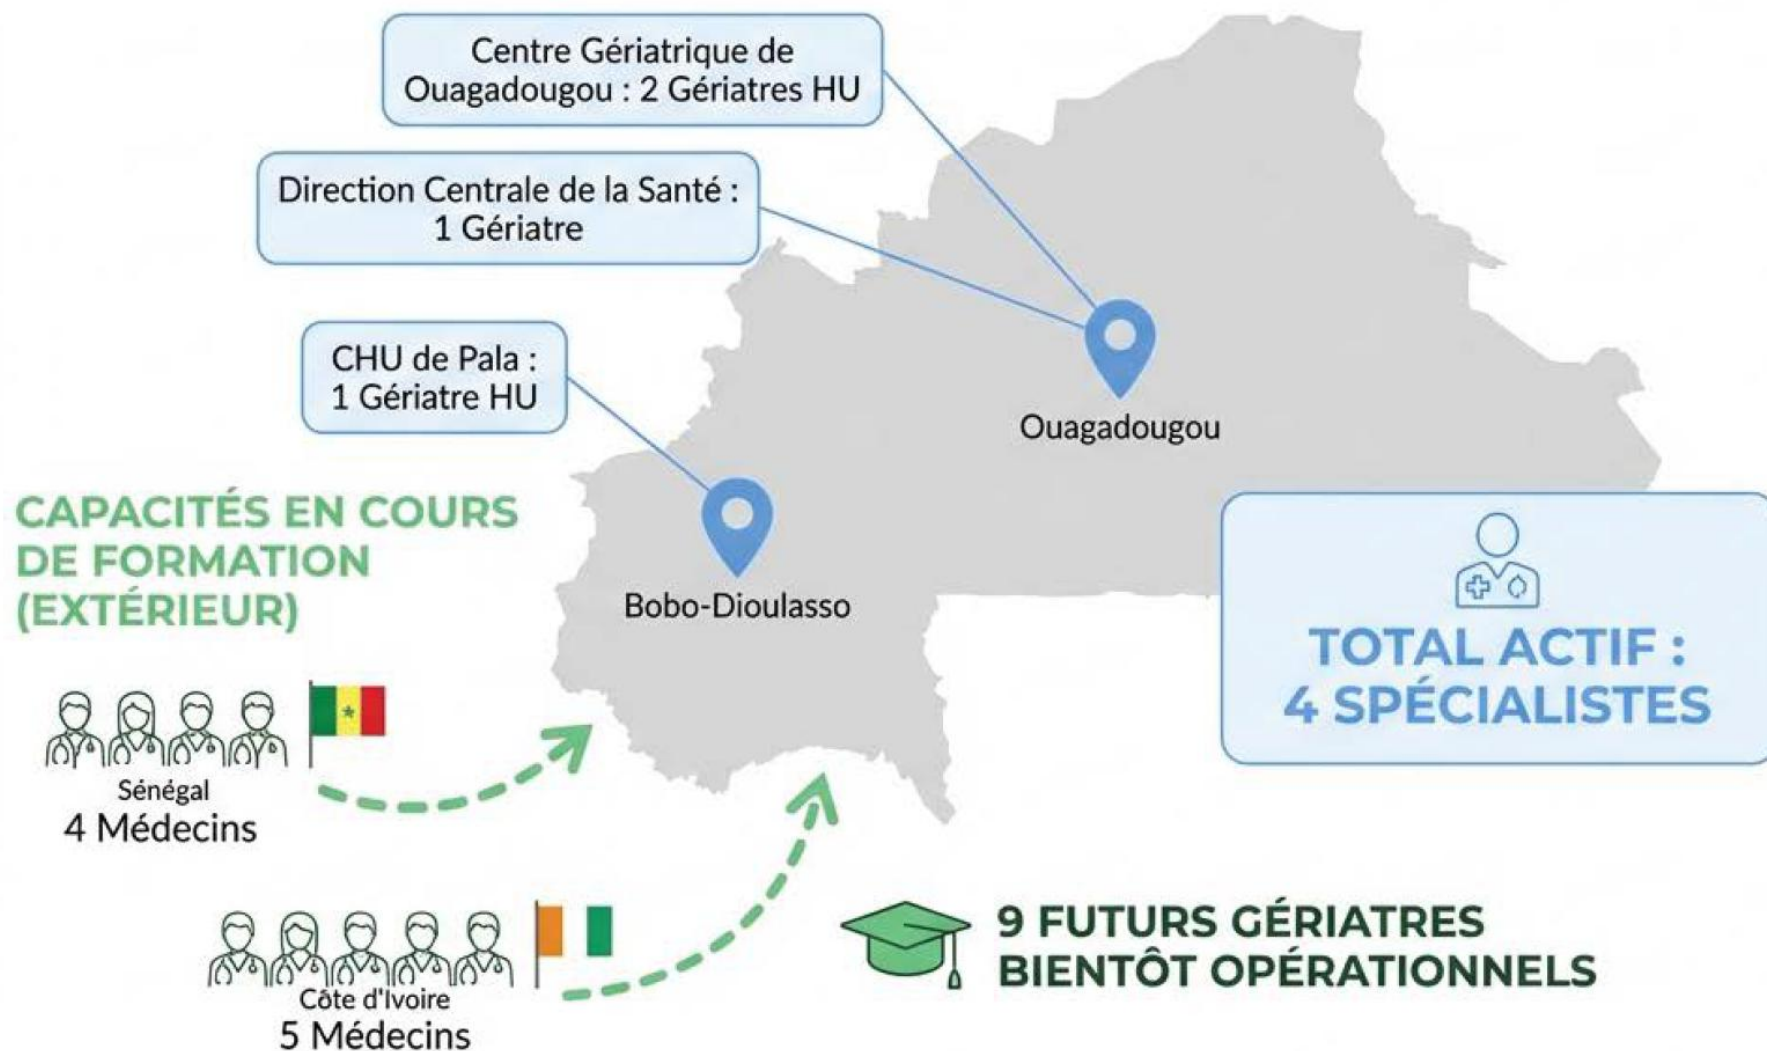 Centre Gériatrique de
Ouagadougou : 2 Gériatres HU
Direction Centrale de la Santé :
1 Gériatre
CHU de Pala :
1 Gériatre HU
Ouagadougou
Bobo-Dioulasso
CAPACITÉS EN COURS
DE FORMATION
(EXTÉRIEUR)
TOTAL ACTIF :
4 SPÉCIALISTES
Sénégal
4 Médecins
Côte d'Ivoire
5 Médecins
9 FUTURS GÉRIATRES
BIENTÔT OPÉRATIONNELS